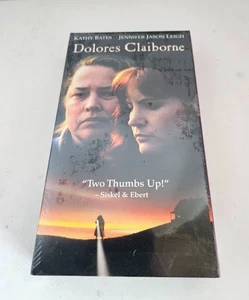 KATHY BATES JENNIFER JASON LEIGH
Dolores Claiborne
"Two Thumbs Up!"
– Siskel & Ebert